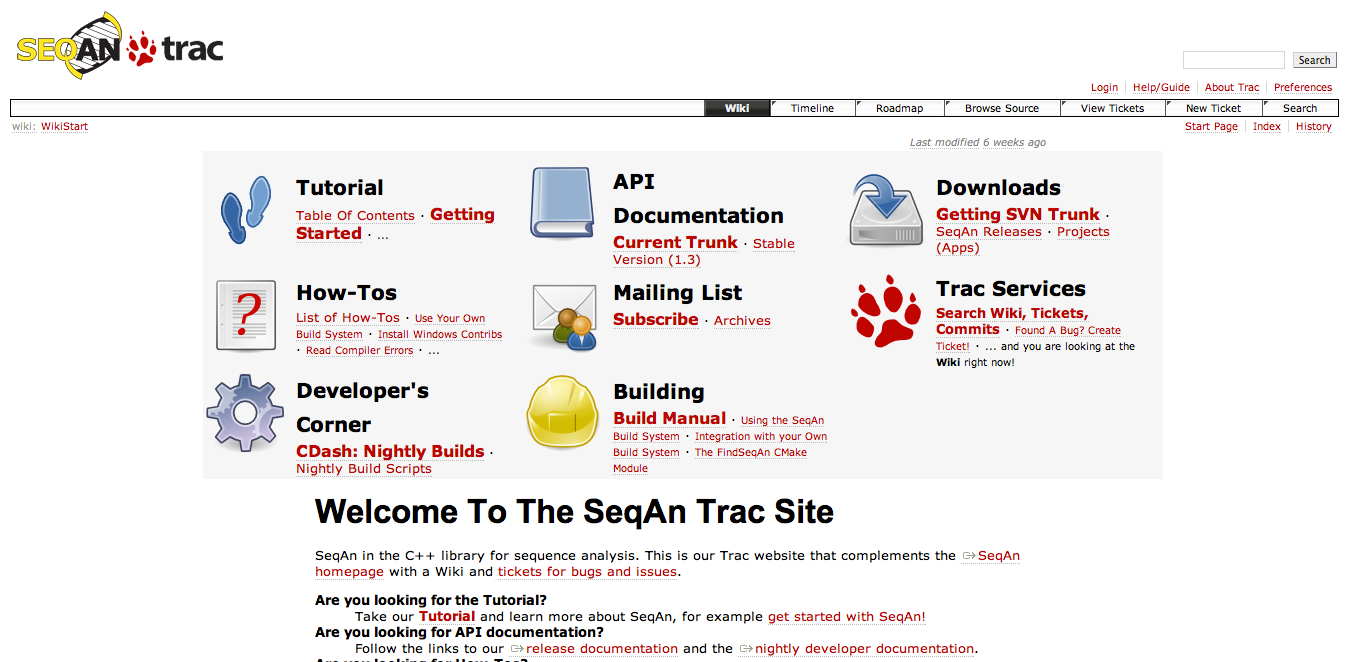 SEQAN trac
Search
Login Help/Guide About Trac Preferences
Wiki Timeline Roadmap Browse Source View Tickets New Ticket Search
wiki: WikiStart
Start Page Index History
Last modified 6 weeks ago
Tutorial
Table Of Contents · Getting
Started · ...
API
Documentation
Current Trunk · Stable
Version (1.3)
Downloads
Getting SVN Trunk ·
SeqAn Releases · Projects
(Apps)
?
How-Tos
List of How-Tos · Use Your Own
Build System · Install Windows Contribs
· Read Compiler Errors · ...
Mailing List
Subscribe · Archives
Trac Services
Search Wiki, Tickets,
Commits · Found A Bug? Create
Ticket! · ... and you are looking at the
Wiki right now!
Developer's
Corner
CDash: Nightly Builds ·
Nightly Build Scripts
Building
Build Manual · Using the SeqAn
Build System · Integration with your Own
Build System · The FindSeqAn CMake
Module
Welcome To The SeqAn Trac Site
SeqAn in the C++ library for sequence analysis. This is our Trac website that complements the SeqAn
homepage with a Wiki and tickets for bugs and issues.
Are you looking for the Tutorial?
Take our Tutorial and learn more about SeqAn, for example get started with SeqAn!
Are you looking for API documentation?
Follow the links to our release documentation and the nightly developer documentation.
Are you looking for How-Tos?